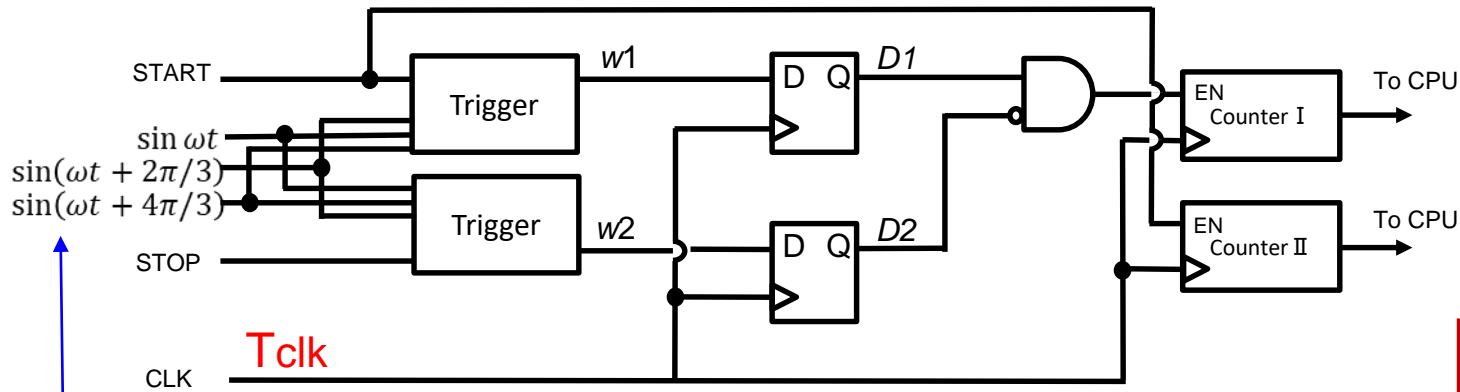 START
sin ωt
sin(ωt + 2π/3)
sin(ωt + 4π/3)
STOP
CLK
Tclk
Trigger
Trigger
w1
w2
D Q
D Q
D1
D2
EN
Counter Ⅰ
EN
Counter Ⅱ
To CPU
To CPU